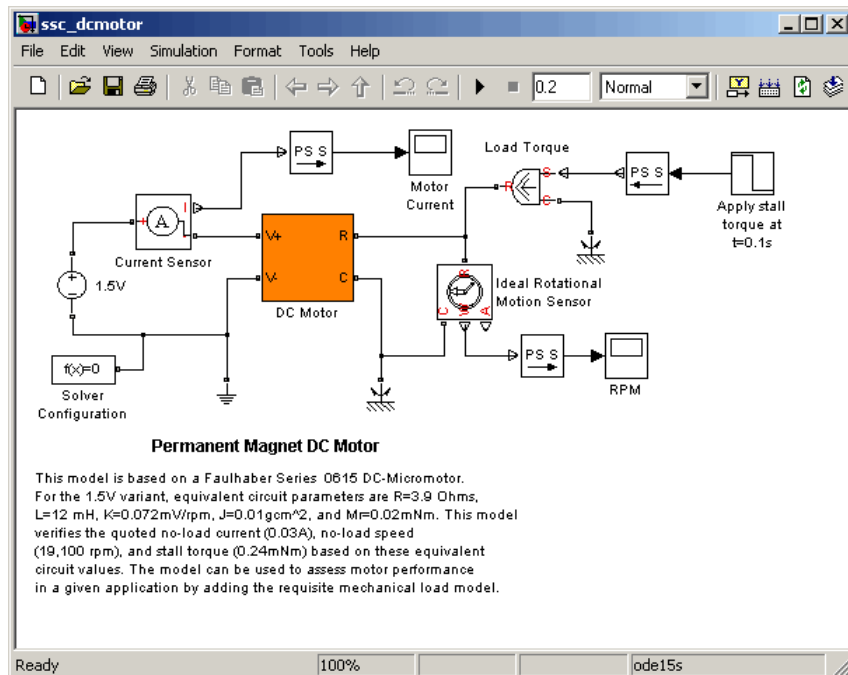 ssc_dcmotor
File Edit View Simulation Format Tools Help
0.2 Normal
PS S
Motor
Current
Load Torque
R
S
C
PS S
Apply stall
torque at
t=0.1s
+
A
I
-
Current Sensor
1.5V
V+
V-
R
C
DC Motor
R
C
W
A
Ideal Rotational
Motion Sensor
PS S
RPM
f(x)=0
Solver
Configuration
Permanent Magnet DC Motor
This model is based on a Faulhaber Series 0615 DC-Micromotor.
For the 1.5V variant, equivalent circuit parameters are R=3.9 Ohms,
L=12 mH, K=0.072mV/rpm, J=0.01gcm^2, and Mr=0.02mNm. This model
verifies the quoted no-load current (0.03A), no-load speed
(19,100 rpm), and stall torque (0.24mNm) based on these equivalent
circuit values. The model can be used to assess motor performance
in a given application by adding the requisite mechanical load model.
Ready 100% ode15s